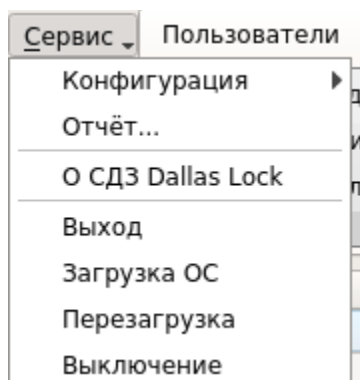 Сервис Пользователи
Конфигурация
Отчёт...
О СДЗ Dallas Lock
Выход
Загрузка ОС
Перезагрузка
Выключение